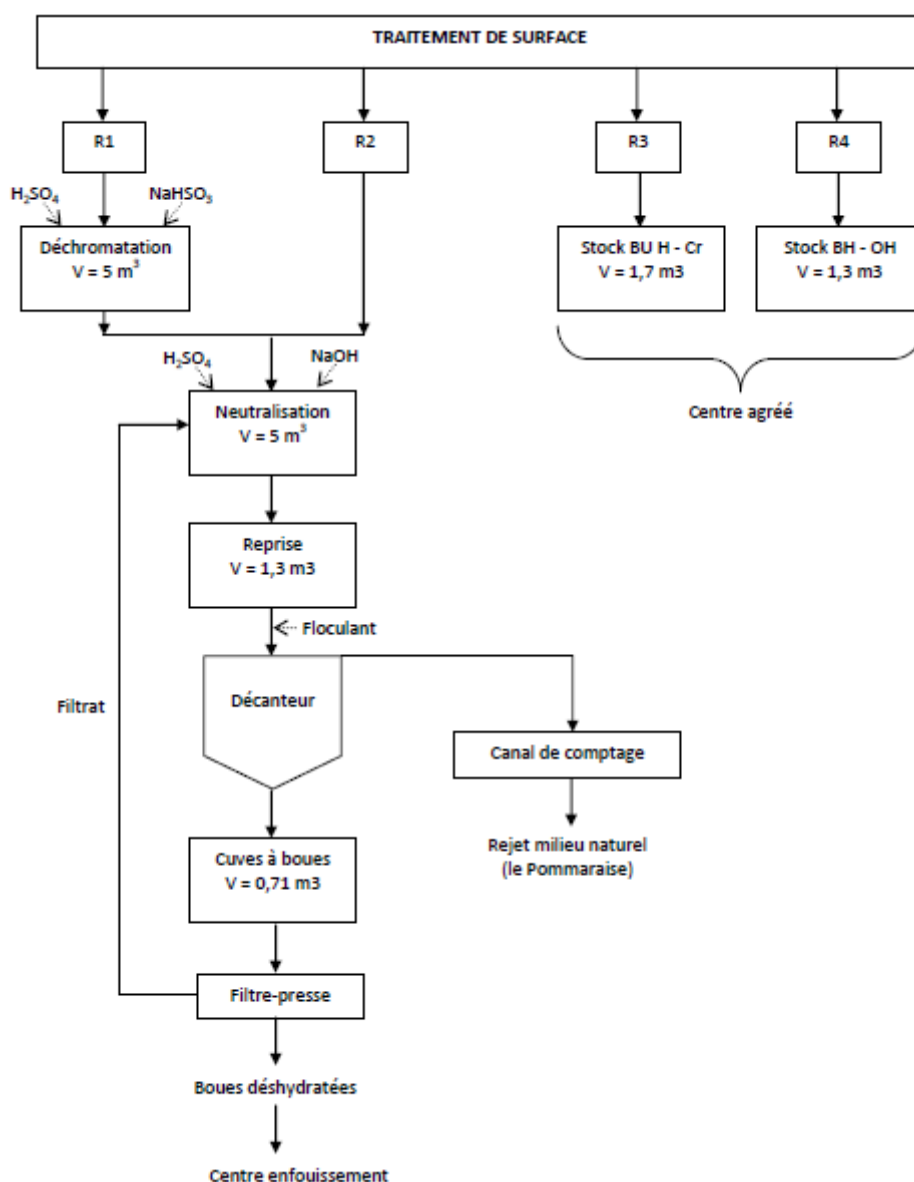 TRAITEMENT DE SURFACE
R1
R2
R3
R4
H₂SO₄
NaHSO₃
Déchromatation
V = 5 m³
Stock BU H - Cr
V = 1,7 m3
Stock BH - OH
V = 1,3 m3
H₂SO₄
NaOH
Neutralisation
V = 5 m³
Centre agréé
Reprise
V = 1,3 m3
Floculant
Filtrat
Décanteur
Canal de comptage
Rejet milieu naturel
(le Pommaraise)
Cuves à boues
V = 0,71 m3
Filtre-presse
Boues déshydratées
Centre enfouissement